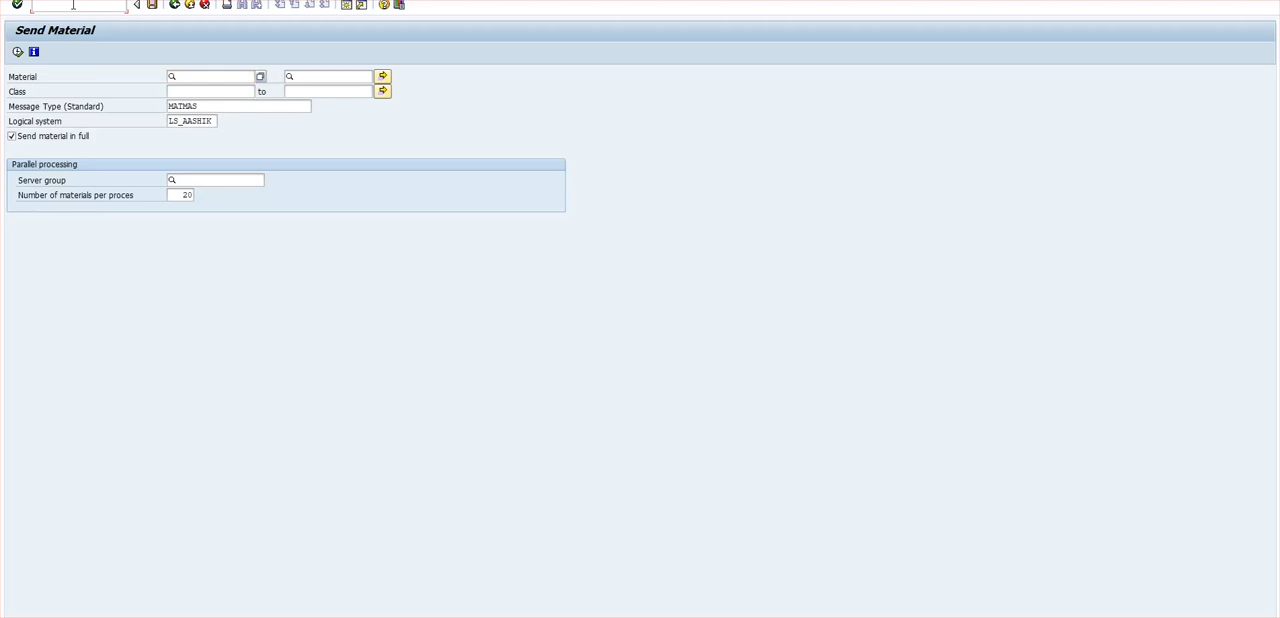 Send Material
Material
Class to
Message Type (Standard) MATMAS
Logical system LS_AASHIK
Send material in full
Parallel processing
Server group
Number of materials per proces 20